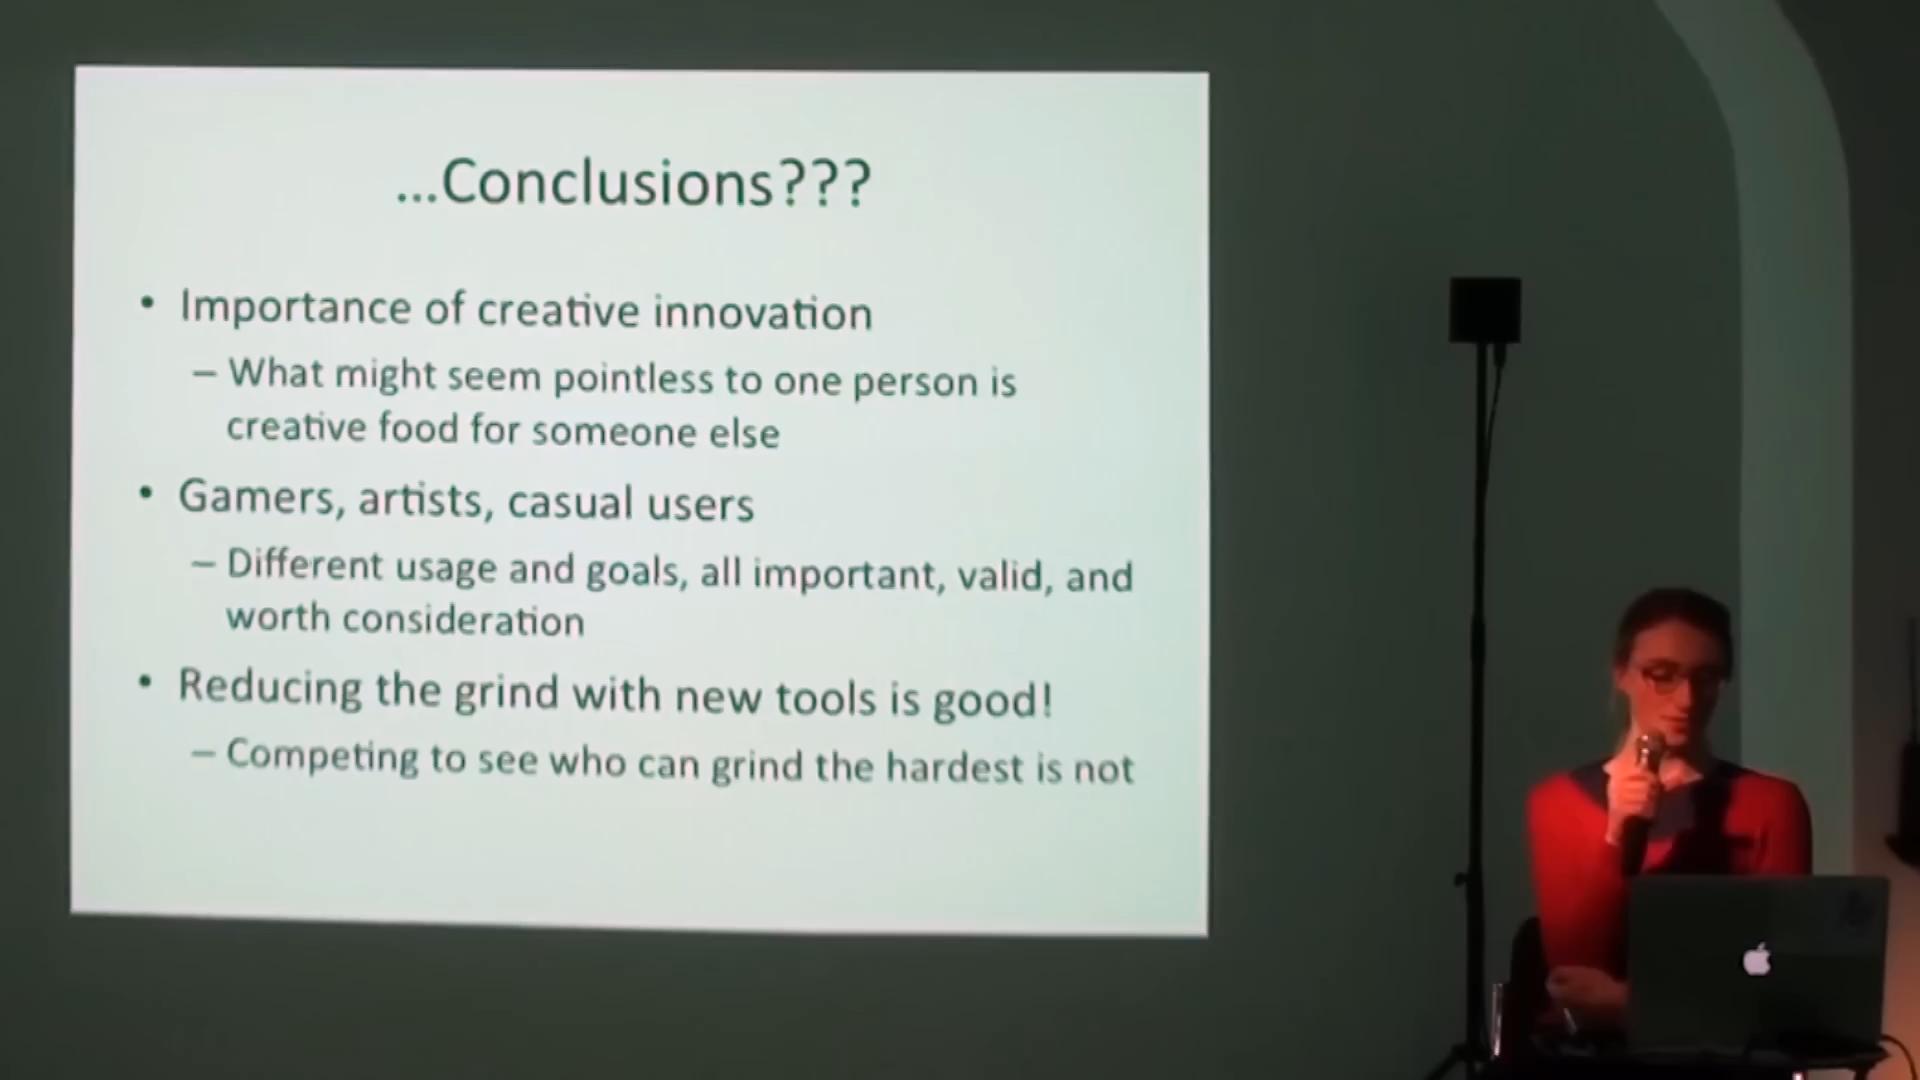 ...Conclusions???
• Importance of creative innovation
– What might seem pointless to one person is
creative food for someone else
• Gamers, artists, casual users
– Different usage and goals, all important, valid, and
worth consideration
• Reducing the grind with new tools is good!
– Competing to see who can grind the hardest is not